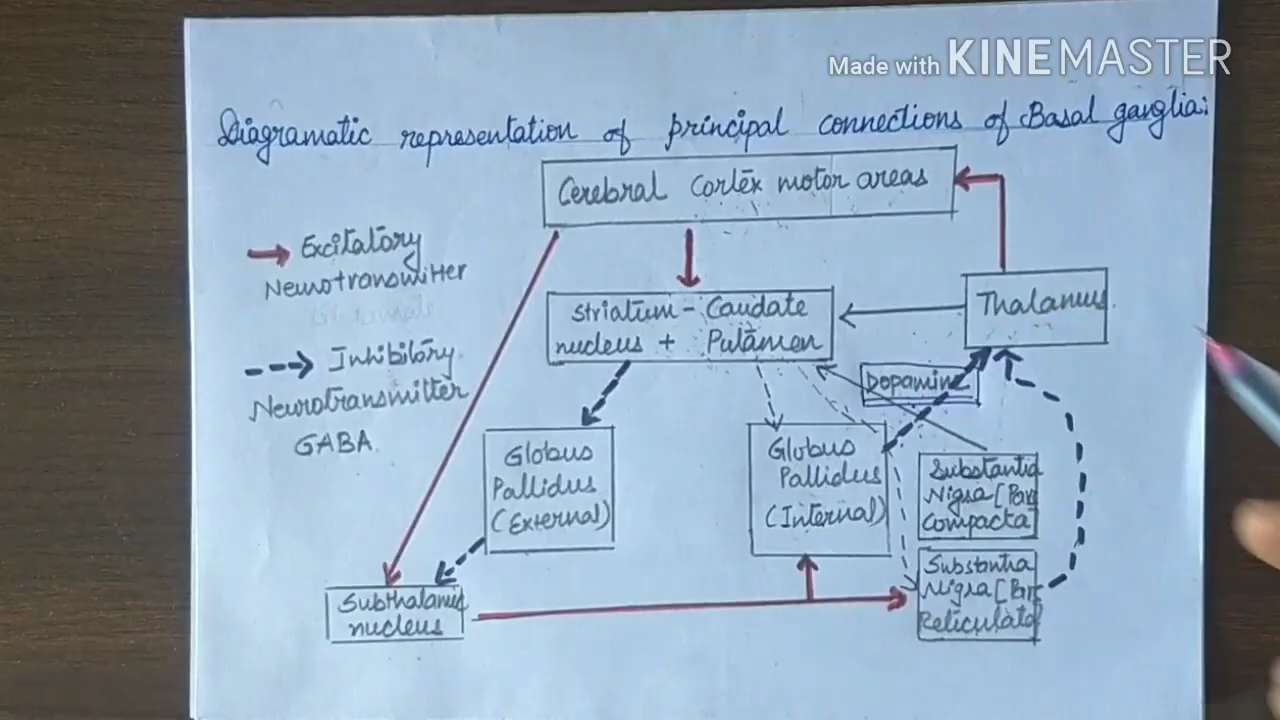 Made with KINEMASTER
Diagramatic representation of principal connections of Basal ganglia:
Cerebral Cortex motor areas
Excitatory
Neurotransmitter
Inhibitory
Neurotransmitter
GABA
Striatum - Caudate
nucleus + Putamen
Thalamus
Dopamine
Globus
Pallidus
(External)
Globus
Pallidus
(Internal)
Substantia
Nigra [Par
Compacta
Substantia
Nigra [Par
Reticulata
Subthalamic
nucleus